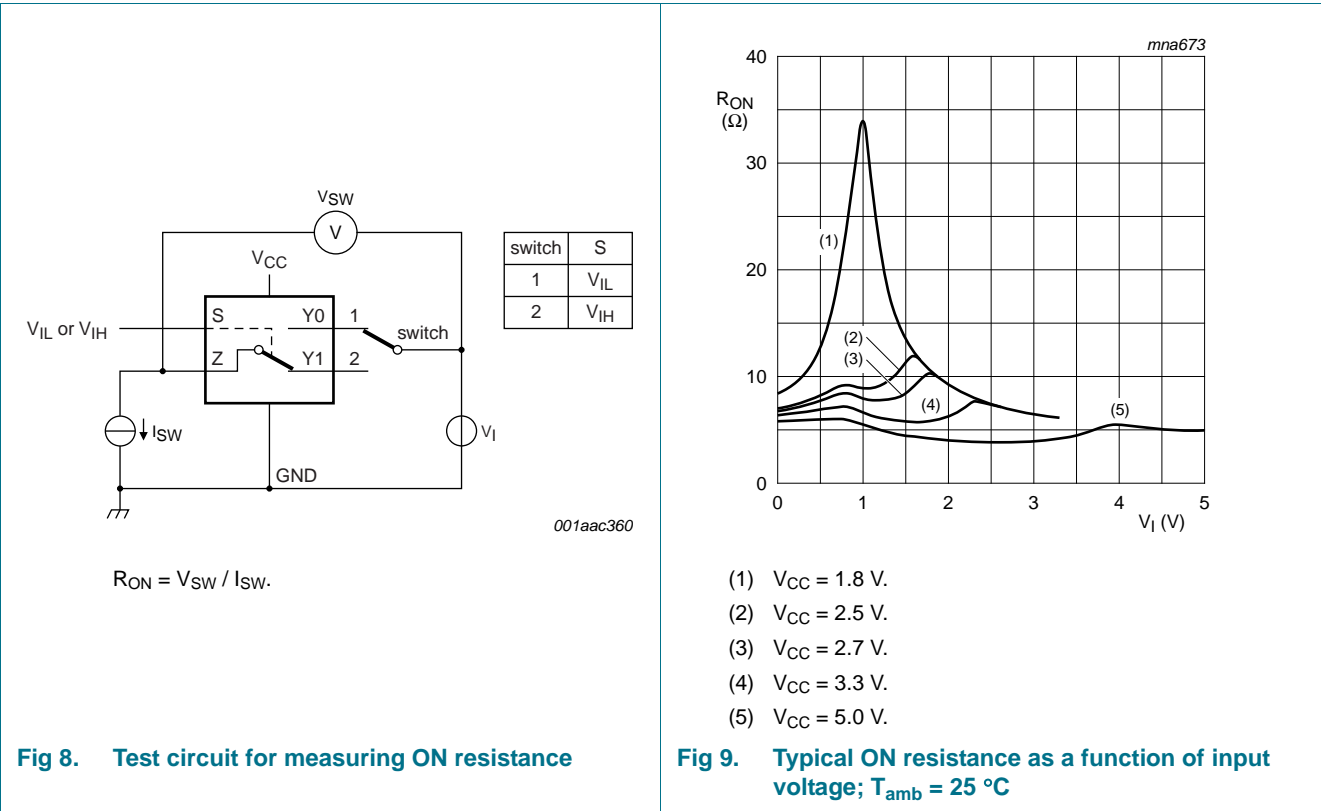 VSW
V
VCC
switch S
1 VIL
2 VIH
VIL or VIH
S Y0 1
switch
Z Y1 2
ISW
VI
GND
001aac360
RON = VSW / ISW.
Fig 8. Test circuit for measuring ON resistance
mna673
40
RON
(Ω)
30
(1)
20
(2)
(3)
10
(4)
(5)
0
0 1 2 3 4 5
VI (V)
(1) VCC = 1.8 V.
(2) VCC = 2.5 V.
(3) VCC = 2.7 V.
(4) VCC = 3.3 V.
(5) VCC = 5.0 V.
Fig 9. Typical ON resistance as a function of input
voltage; Tamb = 25 °C